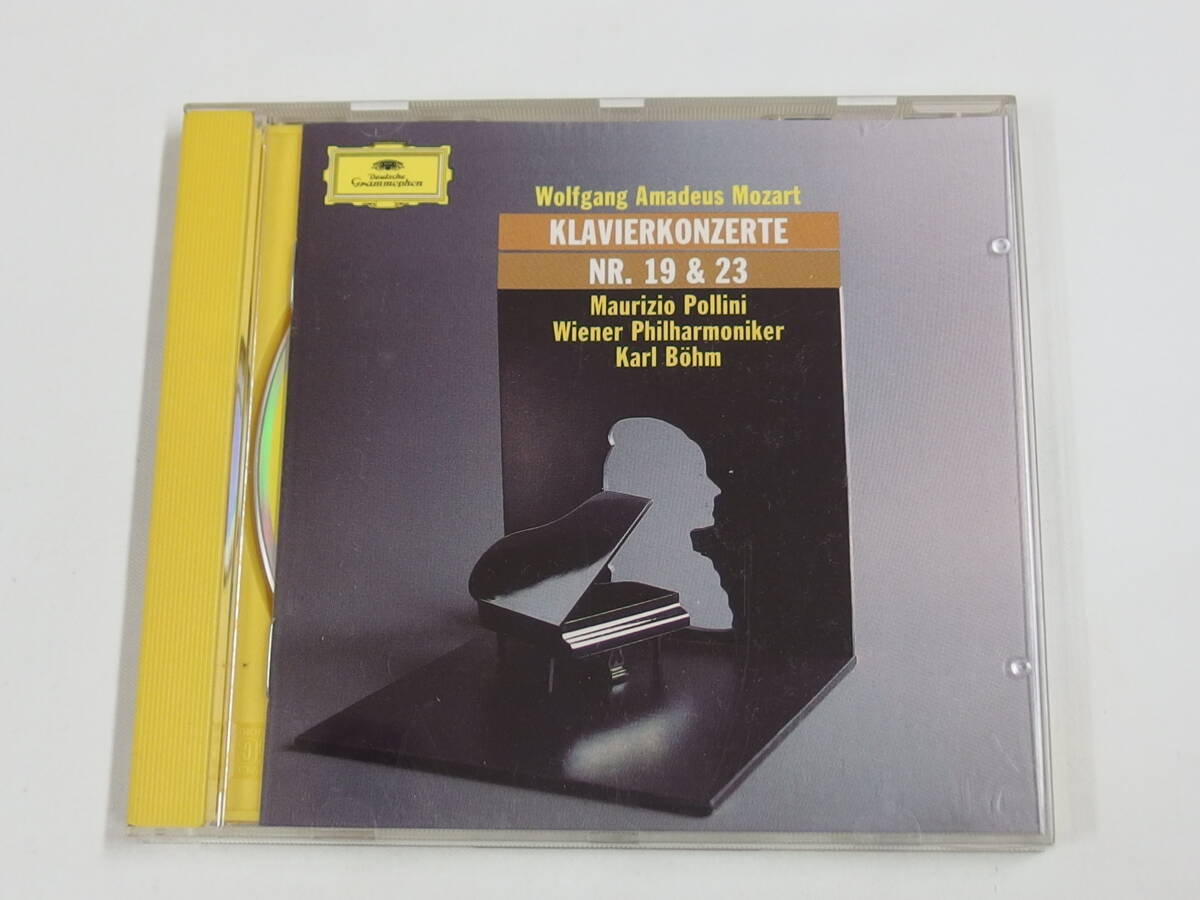 Deutsche
Grammophon
Wolfgang Amadeus Mozart
KLAVIERKONZERTE
NR. 19 & 23
Maurizio Pollini
Wiener Philharmoniker
Karl Böhm